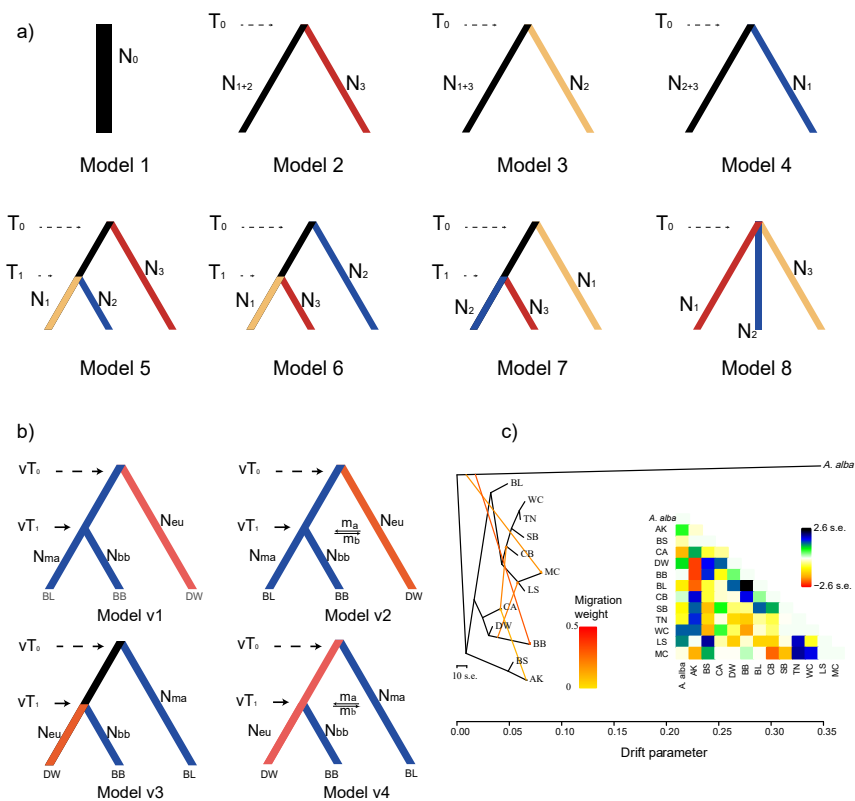 a)
T0
T0
T0
N0
N1+2
N3
N1+3
N2
N2+3
N1
Model 1
Model 2
Model 3
Model 4
T0
T0
T0
T0
T1
T1
T1
N1
N2
N3
N1
N3
N2
N2
N3
N1
N1
N2
N3
Model 5
Model 6
Model 7
Model 8
b)
vT0
vT1
Nma
Nbb
Neu
BL
BB
DW
Model v1
vT0
vT1
Nma
Nbb
ma
mb
Neu
BL
BB
DW
Model v2
vT0
vT1
Neu
Nbb
Nma
DW
BB
BL
Model v3
vT0
vT1
Neu
Nbb
ma
mb
Nma
DW
BB
BL
Model v4
c)
A. alba
BL
WC
TN
SB
CB
MC
LS
CA
DW
BB
BS
AK
10 s.e.
Migration
weight
0.5
0
A. alba
AK
BS
CA
DW
BB
BL
CB
SB
TN
WC
LS
MC
A. alba
AK
BS
CA
DW
BB
BL
CB
SB
TN
WC
LS
MC
2.6 s.e.
−2.6 s.e.
0.00
0.05
0.10
0.15
0.20
0.25
0.30
0.35
Drift parameter